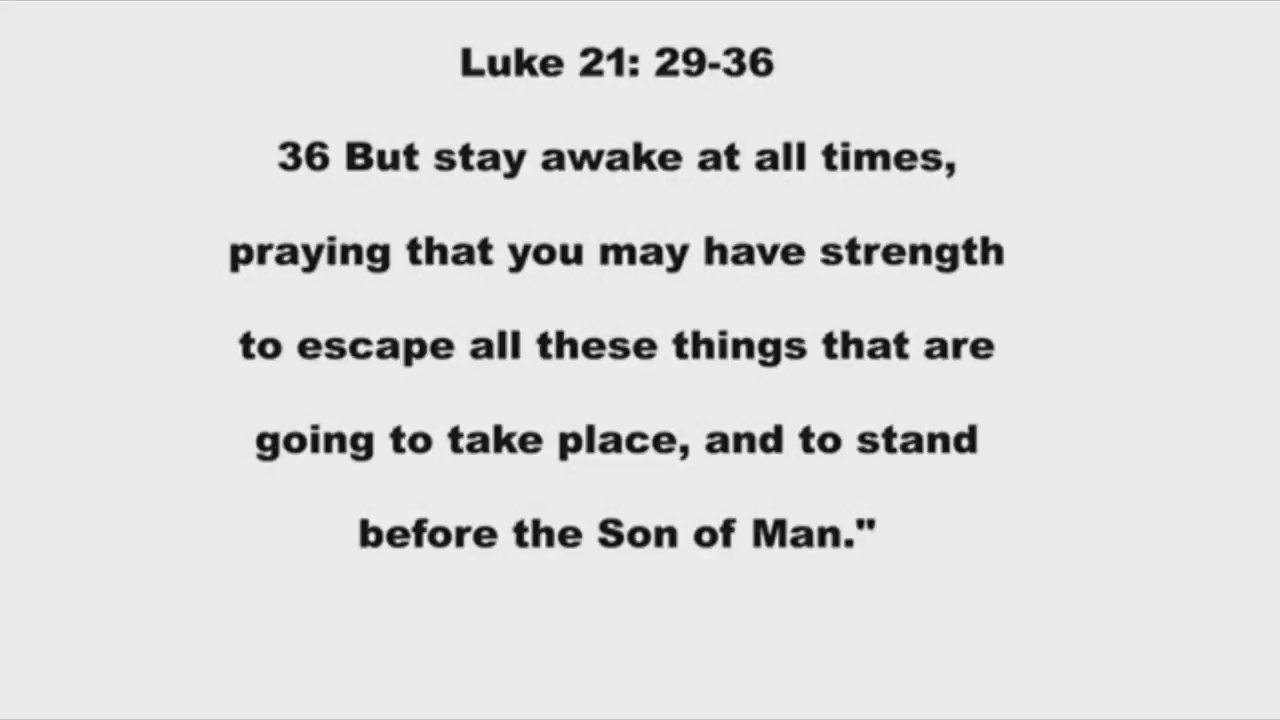 Luke 21: 29-36
36 But stay awake at all times,
praying that you may have strength
to escape all these things that are
going to take place, and to stand
before the Son of Man."